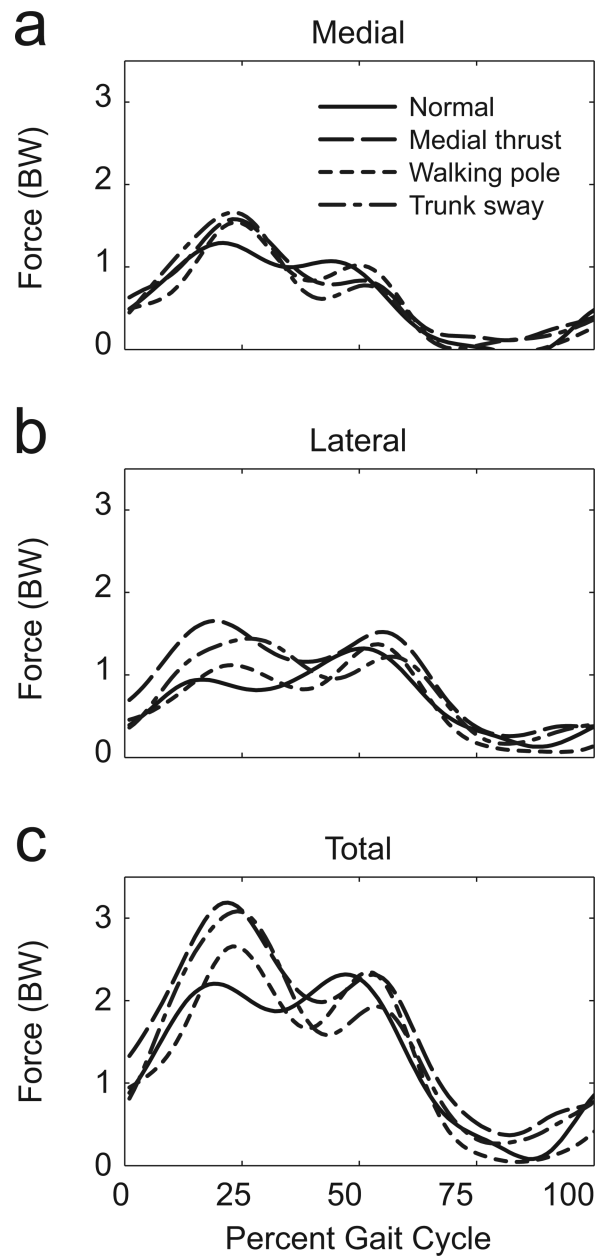 a
Medial
3
2
1
0
Force (BW)
Normal
Medial thrust
Walking pole
Trunk sway
b
Lateral
3
2
1
0
Force (BW)
c
Total
3
2
1
0
Force (BW)
0 25 50 75 100
Percent Gait Cycle